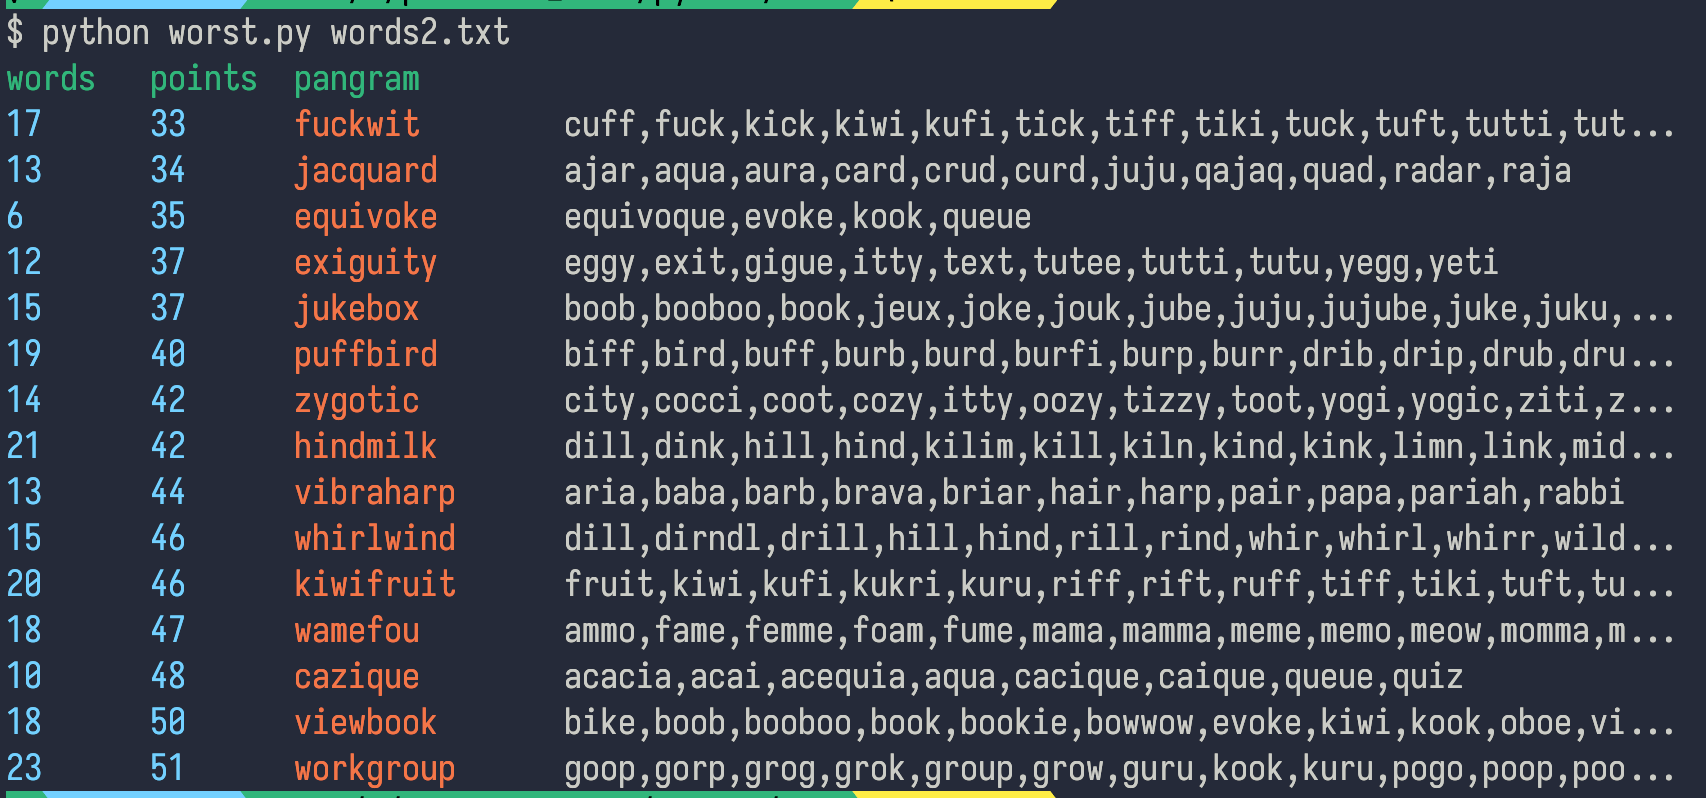 $ python worst.py words2.txt
words points pangram
17 33 fuckwit cuff,fuck,kick,kiwi,kufi,tick,tiff,tiki,tuck,tuft,tutti,tut...
13 34 jacquard ajar,aqua,aura,card,crud,curd,juju,qajaq,quad,radar,raja
6 35 equivoke equivoque,evoke,kook,queue
12 37 exiguity eggy,exit,gigue,itty,text,tutee,tutti,tutu,yegg,yeti
15 37 jukebox boob,booboo,book,jeux,joke,jouk,jube,juju,jujube,juke,juku,...
19 40 puffbird biff,bird,buff,burb,burd,burfi,burp,burr,drib,drip,drub,dru...
14 42 zygotic city,cocci,coot,cozy,itty,oozy,tizzy,toot,yogi,yogic,ziti,z...
21 42 hindmilk dill,dink,hill,hind,kilim,kill,kiln,kind,kink,limn,link,mid...
13 44 vibraharp aria,baba,barb,brava,briar,hair,harp,pair,papa,pariah,rabbi
15 46 whirlwind dill,dirndl,drill,hill,hind,rill,rind,whir,whirl,whirr,wild...
20 46 kiwifruit fruit,kiwi,kufi,kukri,kuru,riff,rift,ruff,tiff,tiki,tuft,tu...
18 47 wamefou ammo,fame,femme,foam,fume,mama,mamma,meme,memo,meow,momma,m...
10 48 cazique acacia,acai,acequia,aqua,cacique,caique,queue,quiz
18 50 viewbook bike,boob,booboo,book,bookie,bowwow,evoke,kiwi,kook,oboe,vi...
23 51 workgroup goop,gorp,grog,grok,group,grow,guru,kook,kuru,pogo,poop,poo...